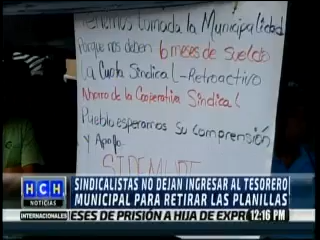 Tenemos tomada la Municipalidad
Porque nos deben 6 meses de sueldo
La Cuota Sindical-Retroactivo
Ahorro de la Cooperativa Sindical
Pueblo esperamos su comprensión
y Apoyo
HCH
NOTICIAS
SINDICALISTAS NO DEJAN INGRESAR AL TESORERO
MUNICIPAL PARA RETIRAR LAS PLANILLAS
INTERNACIONALES
MESES DE PRISIÓN A HIJA DE EXPR
12:16 PM